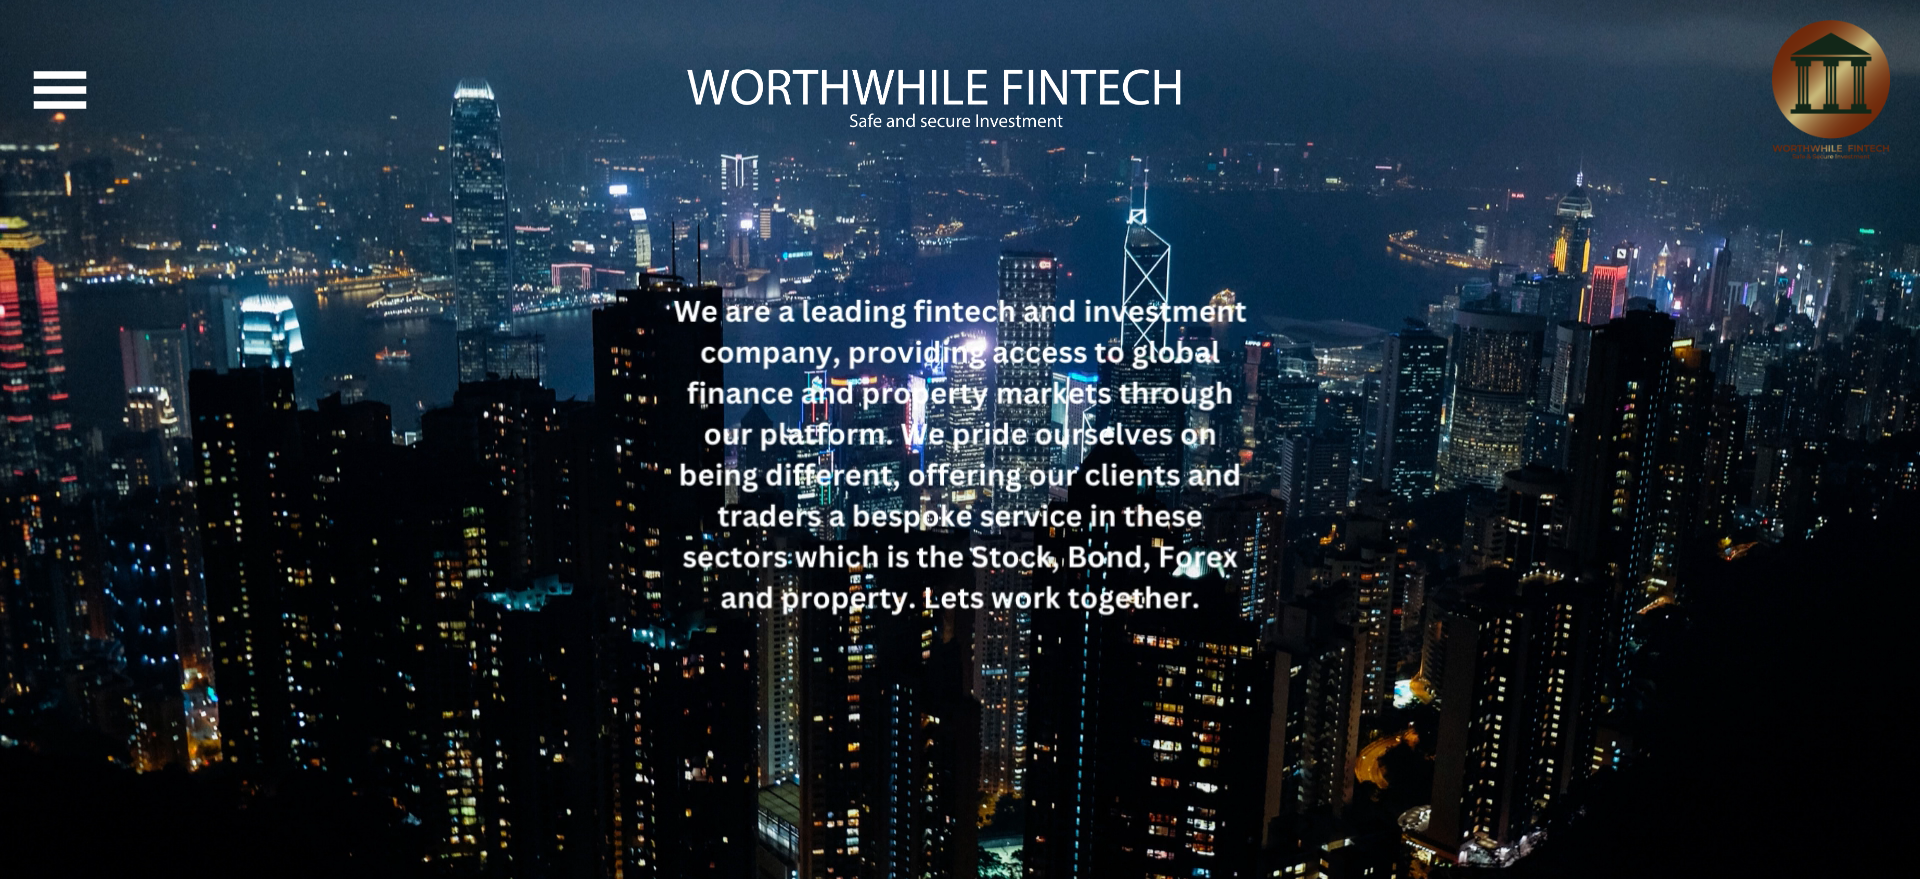 WORTHWHILE FINTECH
Safe and secure Investment
WORTHWHILE FINTECH
Safe & Secure Investment
We are a leading fintech and investment
company, providing access to global
finance and property markets through
our platform. We pride ourselves on
being different, offering our clients and
traders a bespoke service in these
sectors which is the Stock, Bond, Forex
and property. Lets work together.